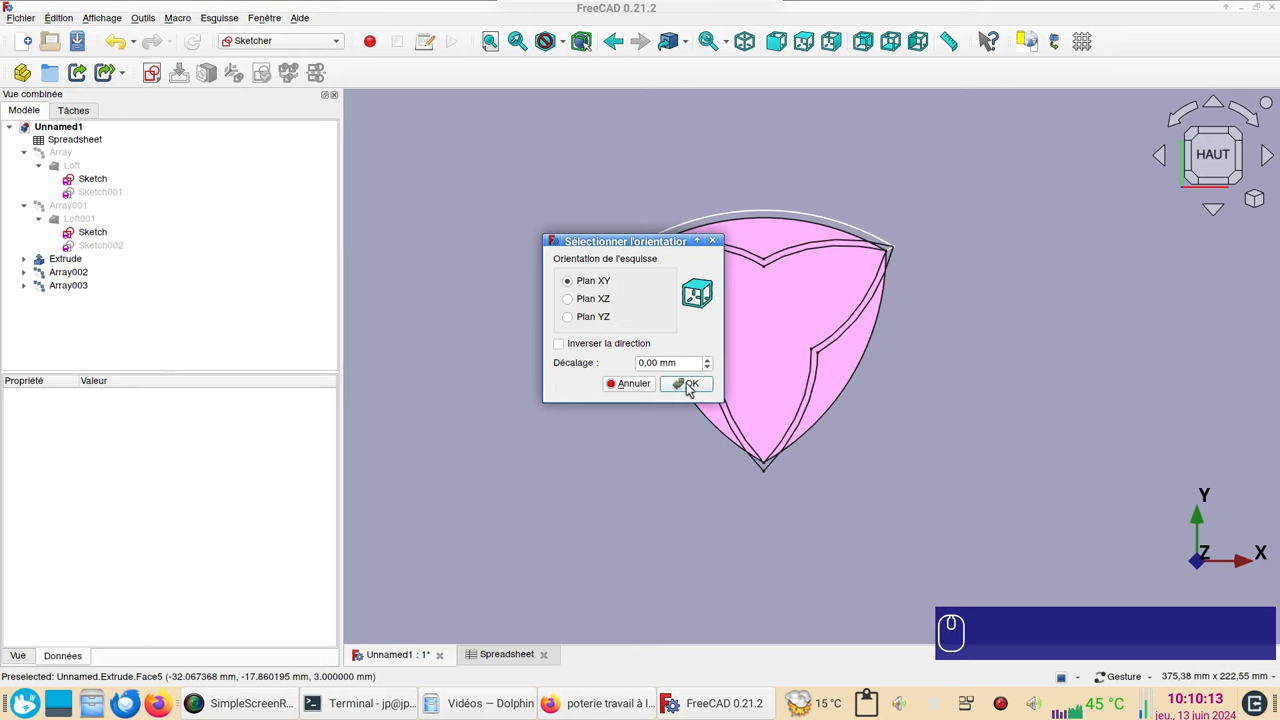 FreeCAD 0.21.2
Fichier Édition Affichage Outils Macro Esquisse Fenêtre Aide
Sketcher
Vue combinée
Modèle Tâches
Unnamed1
Spreadsheet
Array
Loft
Sketch
Sketch001
Array001
Loft001
Sketch
Sketch002
Extrude
Array002
Array003
Propriété Valeur
Sélectionner l'orientation
Orientation de l'esquisse
Plan XY
Plan XZ
Plan YZ
Inverser la direction
Décalage : 0,00 mm
Annuler OK
HAUT
Y
Z X
Vue Données
Unnamed1 : 1* Spreadsheet
Preselected: Unnamed.Extrude.Face5 (-32.067368 mm, -17.860195 mm, 3.000000 mm)
Gesture 375,38 mm x 222,55 mm
SimpleScreenR... Terminal - jp@jp... Vidéos — Dolphin poterie travail à l... FreeCAD 0.21... 15°C 45 °C 10:10:13
jeu., 13 juin 2024